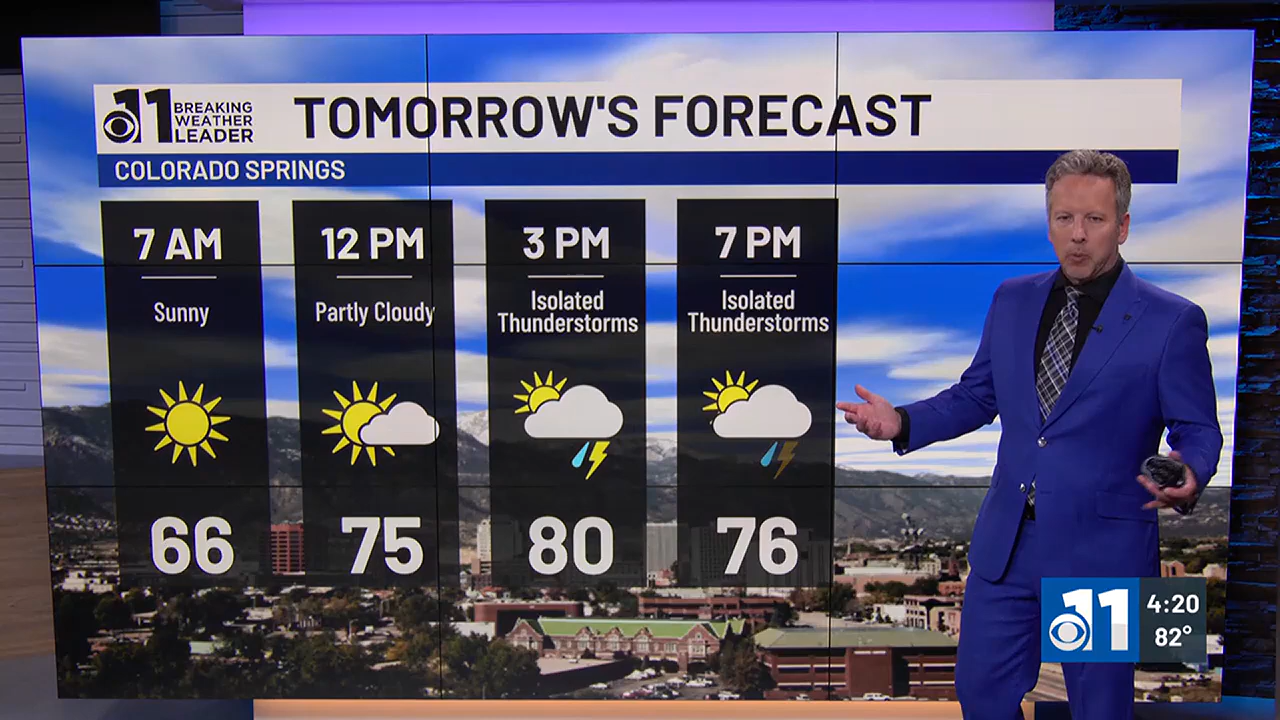 11 BREAKING
WEATHER
LEADER
TOMORROW'S FORECAST
COLORADO SPRINGS
7 AM
Sunny
66
12 PM
Partly Cloudy
75
3 PM
Isolated
Thunderstorms
80
7 PM
Isolated
Thunderstorms
76
11
4:20
82°